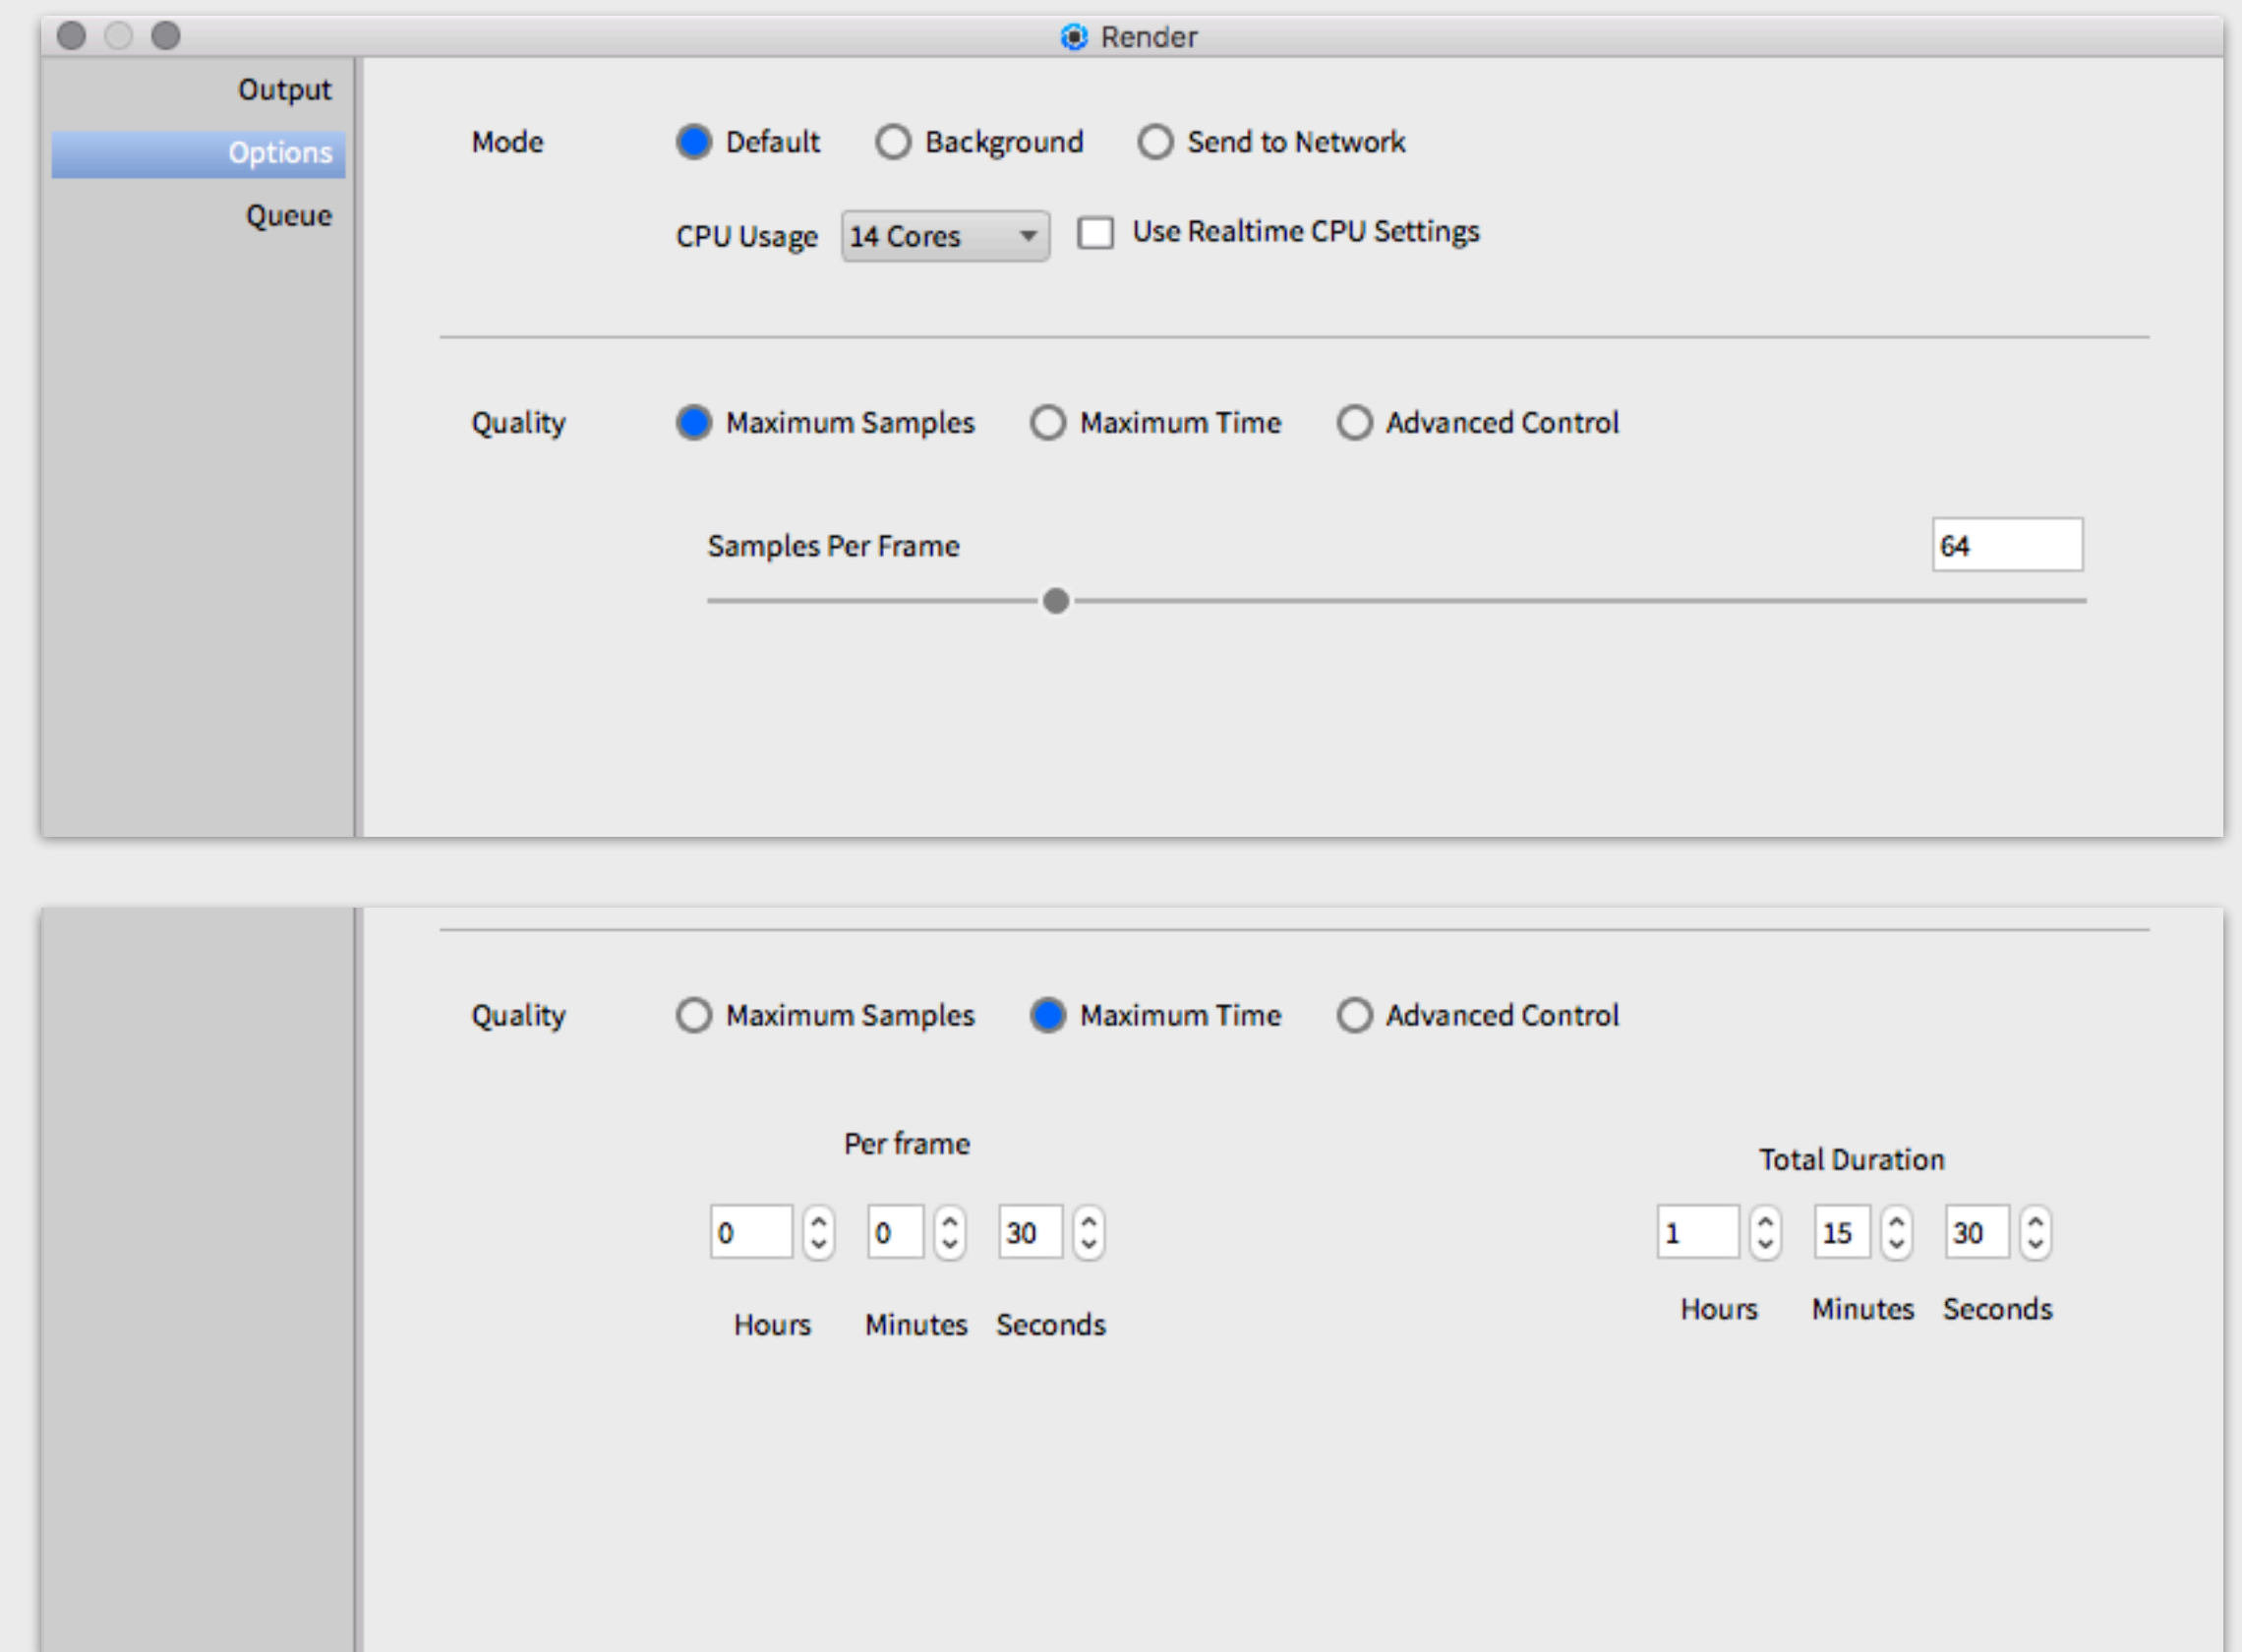 Render
Output
Options
Queue
Mode Default Background Send to Network
CPU Usage 14 Cores Use Realtime CPU Settings
Quality Maximum Samples Maximum Time Advanced Control
Samples Per Frame 64
Quality Maximum Samples Maximum Time Advanced Control
Per frame Total Duration
0 0 30 1 15 30
Hours Minutes Seconds Hours Minutes Seconds